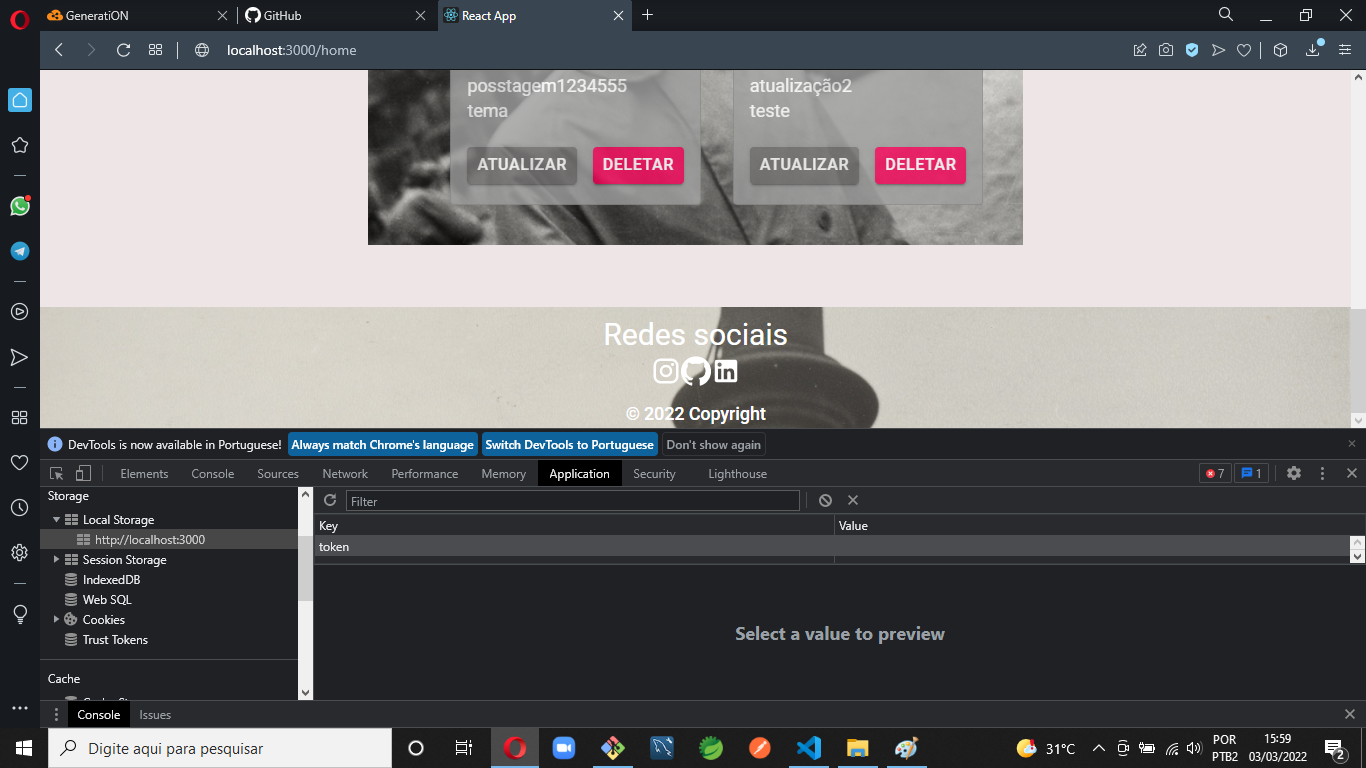 GeneratiON
GitHub
React App
localhost:3000/home
posstagem1234555
tema
ATUALIZAR
DELETAR
atualização2
teste
ATUALIZAR
DELETAR
Redes sociais
© 2022 Copyright
DevTools is now available in Portuguese!
Always match Chrome's language
Switch DevTools to Portuguese
Don't show again
Elements
Console
Sources
Network
Performance
Memory
Application
Security
Lighthouse
7
1
Storage
Local Storage
http://localhost:3000
Session Storage
IndexedDB
Web SQL
Cookies
Trust Tokens
Cache
Filter
Key
Value
token
Select a value to preview
Console
Issues
Digite aqui para pesquisar
31°C
POR
PTB2
15:59
03/03/2022
2